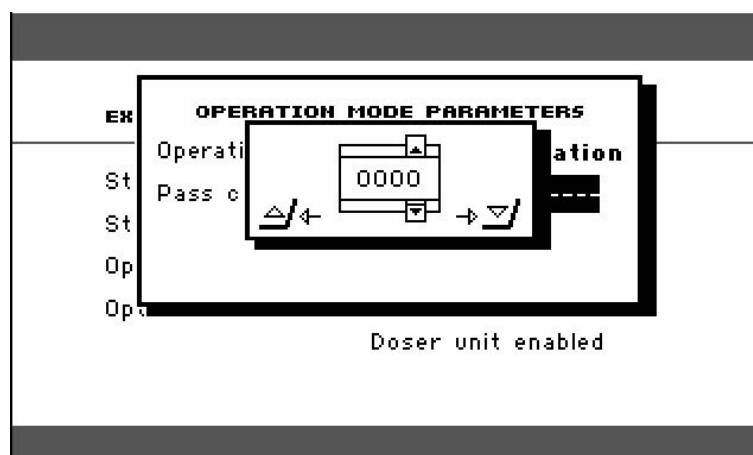 EX
OPERATION MODE PARAMETERS
Operati ation
Pass c
0000
St
St
Op
Op
Doser unit enabled